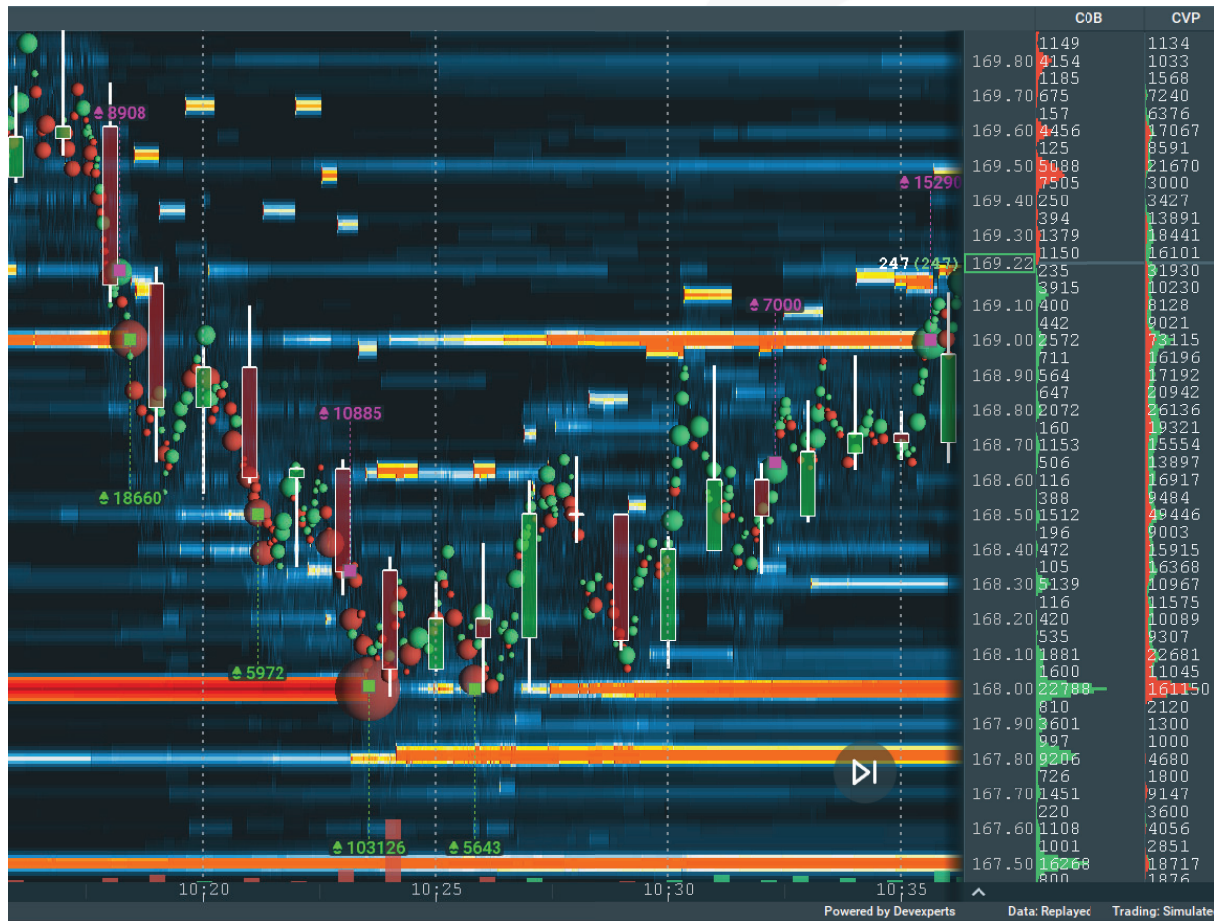 COB CVP
1149 1134
169.80 4154 1033
1185 1568
169.70 675 7240
157 6376
169.60 4456 17067
125 8591
169.50 5088 21670
7505 3000
169.40 250 3427
394 13891
169.30 1379 18441
1150 16101
169.22
235 31930
3915 10230
169.10 400 8128
442 9021
169.00 2572 73115
711 16196
168.90 564 17192
647 20942
168.80 2072 26136
160 19321
168.70 1153 15554
506 13897
168.60 116 16917
388 9484
168.50 1512 49446
196 9003
168.40 472 15915
105 16368
168.30 5139 10967
116 11575
168.20 420 10089
535 9307
168.10 1881 22681
1600 11045
168.00 22788 161150
810 2120
167.90 3601 1300
997 1000
167.80 9206 4680
726 1800
167.70 1451 9147
220 3600
167.60 1108 4056
1001 2851
167.50 16268 18717
800 1876
8908
15290
247 (247)
7000
10885
18660
5972
103126
5643
10:20 10:25 10:30 10:35
Powered by Devexperts Data: Replayed Trading: Simulate